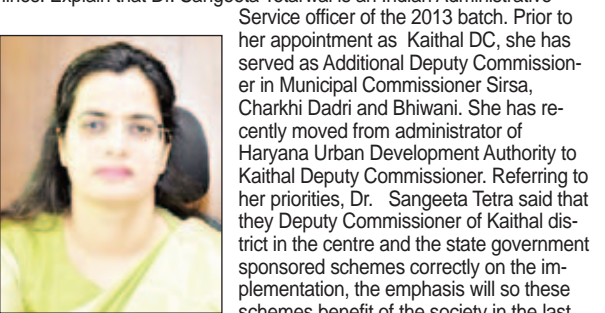 Service officer of the 2013 batch. Prior to
her appointment as Kaithal DC, she has
served as Additional Deputy Commission-
er in Municipal Commissioner Sirsa,
Charkhi Dadri and Bhiwani. She has re-
cently moved from administrator of
Haryana Urban Development Authority to
Kaithal Deputy Commissioner. Referring to
her priorities, Dr. Sangeeta Tetra said that
they Deputy Commissioner of Kaithal dis-
trict in the centre and the state government
sponsored schemes correctly on the im-
plementation, the emphasis will so these
schemes benefit of the society in the last